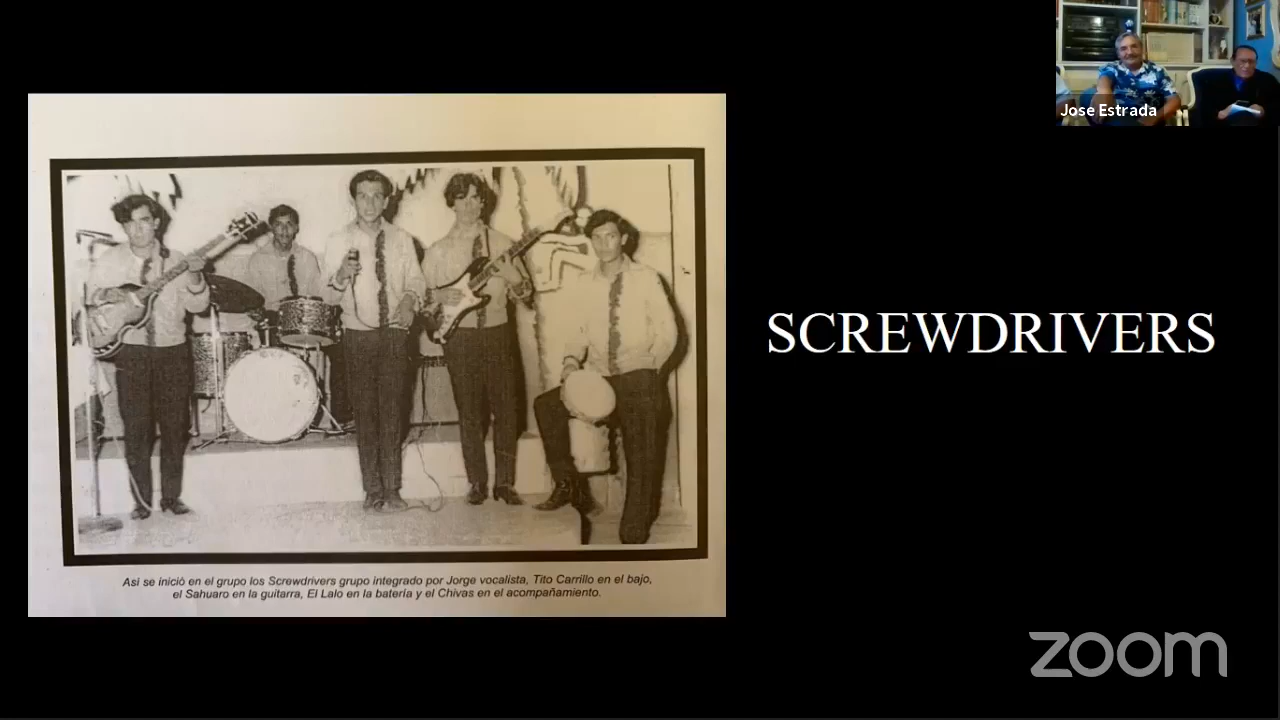 Jose Estrada
SCREWDRIVERS
Asi se inició en el grupo los Screwdrivers grupo integrado por Jorge vocalista, Tito Carrillo en el bajo,
el Sahuaro en la guitarra, El Lalo en la batería y el Chivas en el acompañamiento.
zoom